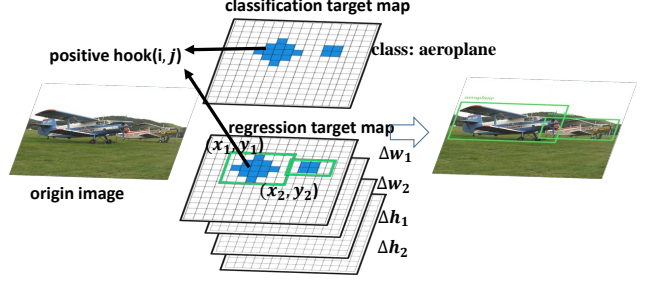 classification target map
positive hook(i, j)
class: aeroplane
regression target map
(x₁, y₁)
(x₂, y₂)
Δw₁
Δw₂
Δh₁
Δh₂
origin image
aeroplane